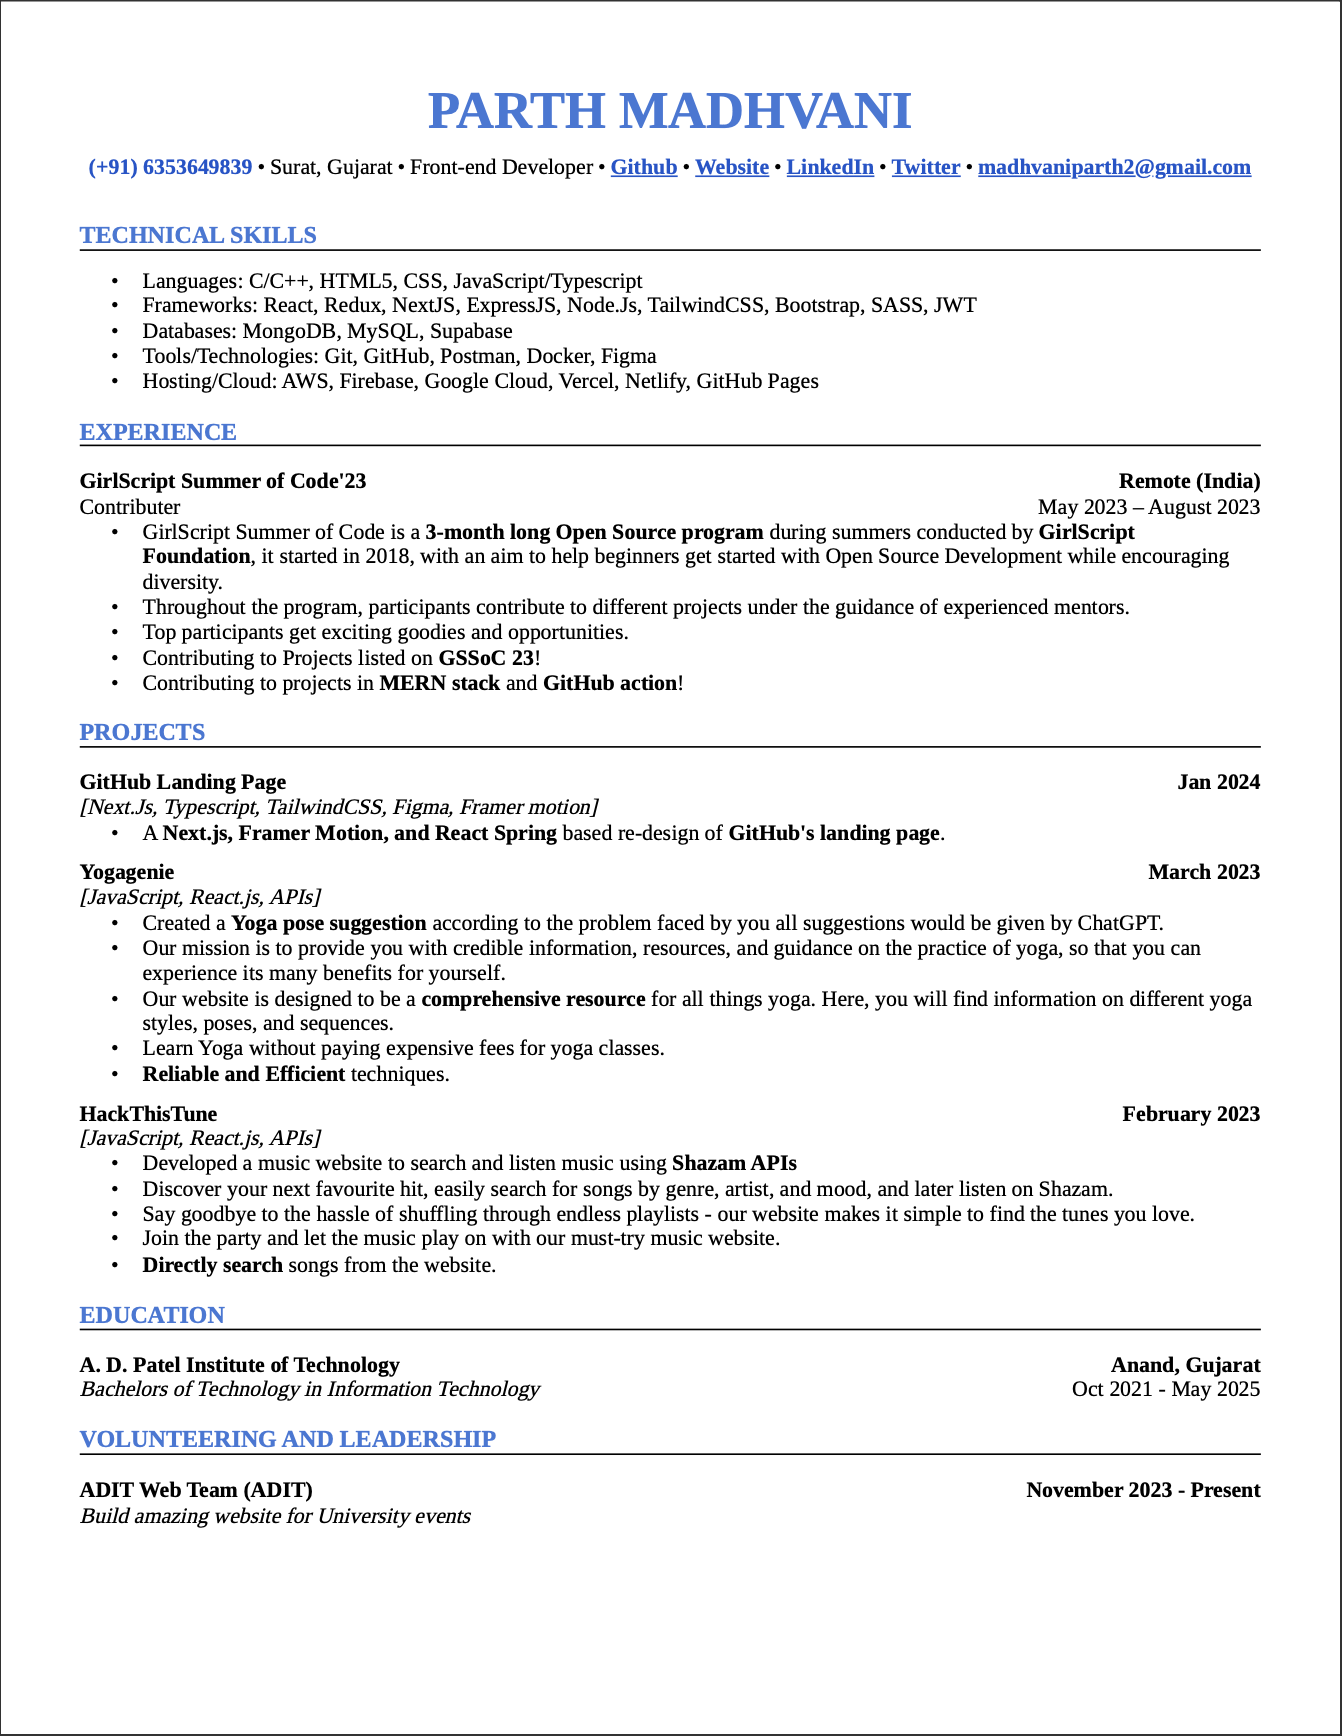 PARTH MADHVANI
(+91) 6353649839 • Surat, Gujarat • Front-end Developer • Github • Website • LinkedIn • Twitter • madhvaniparth2@gmail.com
TECHNICAL SKILLS
• Languages: C/C++, HTML5, CSS, JavaScript/Typescript
• Frameworks: React, Redux, NextJS, ExpressJS, Node.Js, TailwindCSS, Bootstrap, SASS, JWT
• Databases: MongoDB, MySQL, Supabase
• Tools/Technologies: Git, GitHub, Postman, Docker, Figma
• Hosting/Cloud: AWS, Firebase, Google Cloud, Vercel, Netlify, GitHub Pages
EXPERIENCE
GirlScript Summer of Code'23 Remote (India)
Contributer May 2023 – August 2023
• GirlScript Summer of Code is a 3-month long Open Source program during summers conducted by GirlScript
Foundation, it started in 2018, with an aim to help beginners get started with Open Source Development while encouraging
diversity.
• Throughout the program, participants contribute to different projects under the guidance of experienced mentors.
• Top participants get exciting goodies and opportunities.
• Contributing to Projects listed on GSSoC 23!
• Contributing to projects in MERN stack and GitHub action!
PROJECTS
GitHub Landing Page Jan 2024
[Next.Js, Typescript, TailwindCSS, Figma, Framer motion]
• A Next.js, Framer Motion, and React Spring based re-design of GitHub's landing page.
Yogagenie March 2023
[JavaScript, React.js, APIs]
• Created a Yoga pose suggestion according to the problem faced by you all suggestions would be given by ChatGPT.
• Our mission is to provide you with credible information, resources, and guidance on the practice of yoga, so that you can
experience its many benefits for yourself.
• Our website is designed to be a comprehensive resource for all things yoga. Here, you will find information on different yoga
styles, poses, and sequences.
• Learn Yoga without paying expensive fees for yoga classes.
• Reliable and Efficient techniques.
HackThisTune February 2023
[JavaScript, React.js, APIs]
• Developed a music website to search and listen music using Shazam APIs
• Discover your next favourite hit, easily search for songs by genre, artist, and mood, and later listen on Shazam.
• Say goodbye to the hassle of shuffling through endless playlists - our website makes it simple to find the tunes you love.
• Join the party and let the music play on with our must-try music website.
• Directly search songs from the website.
EDUCATION
A. D. Patel Institute of Technology Anand, Gujarat
Bachelors of Technology in Information Technology Oct 2021 - May 2025
VOLUNTEERING AND LEADERSHIP
ADIT Web Team (ADIT) November 2023 - Present
Build amazing website for University events